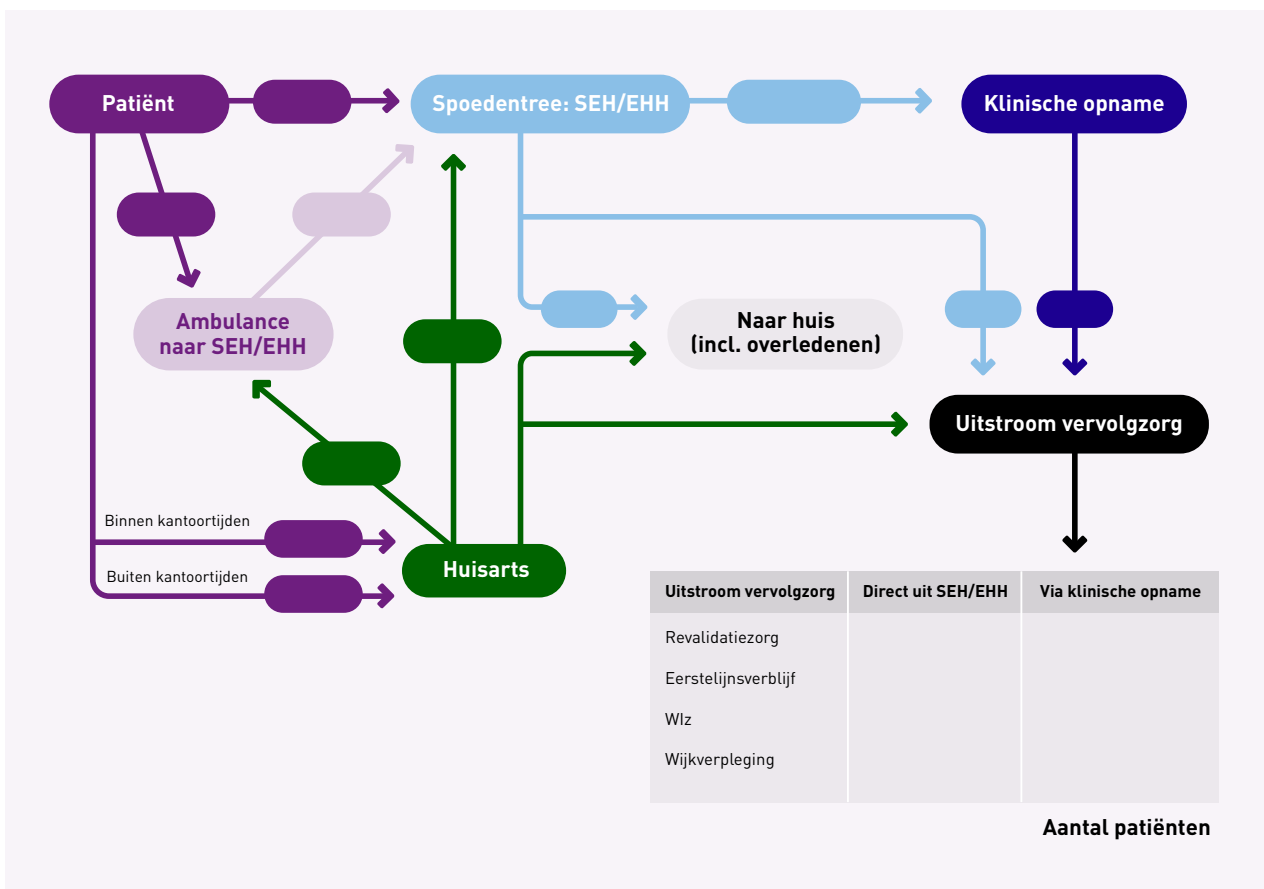 Patiënt
Spoedentree: SEH/EHH
Klinische opname
Ambulance
naar SEH/EHH
Naar huis
(incl. overledenen)
Uitstroom vervolgzorg
Binnen kantoortijden
Buiten kantoortijden
Huisarts
Uitstroom vervolgzorg Direct uit SEH/EHH Via klinische opname
Revalidatiezorg
Eerstelijnsverblijf
Wlz
Wijkverpleging
Aantal patiënten